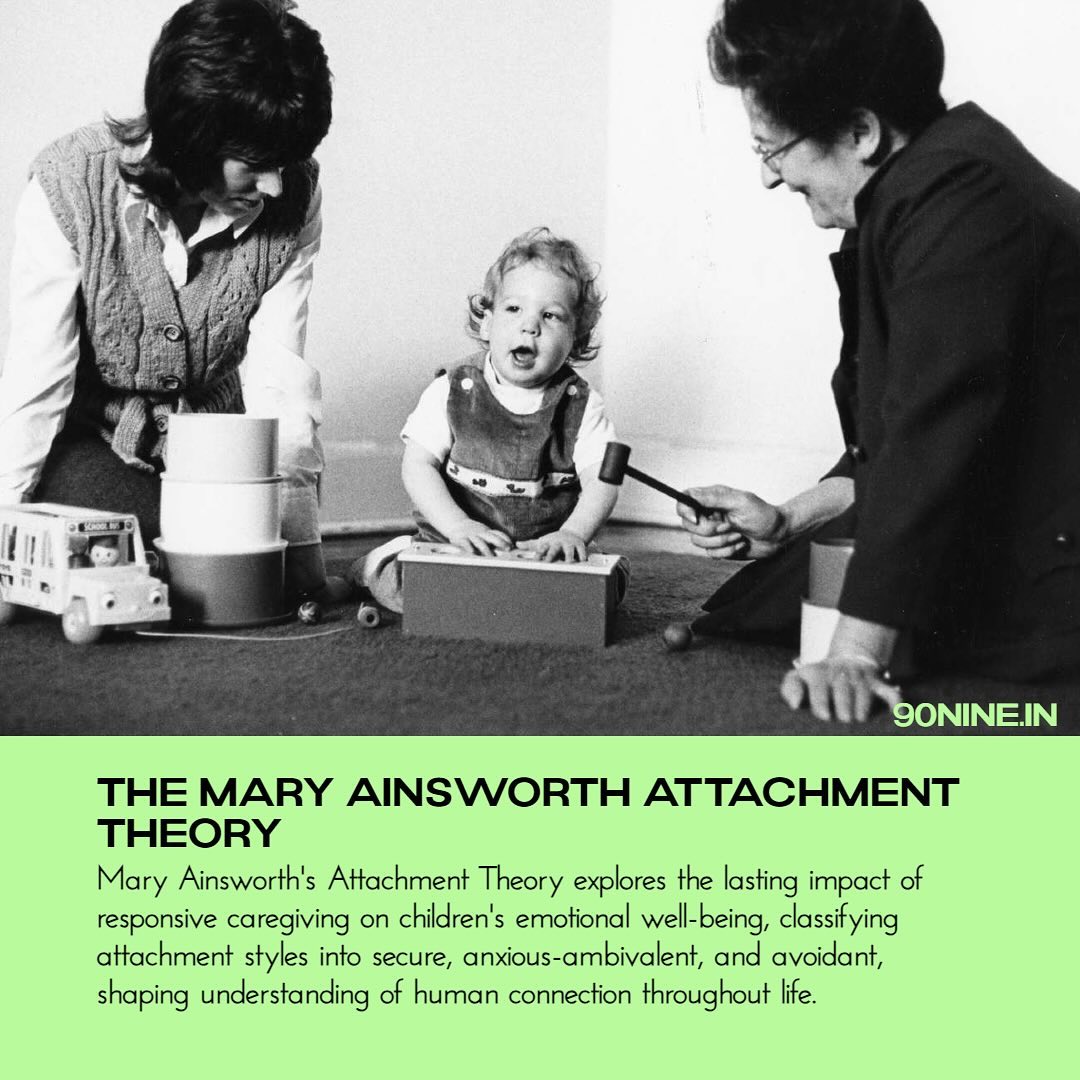 SCHOOL BUS
90NINE.IN
THE MARY AINSWORTH ATTACHMENT
THEORY
Mary Ainsworth's Attachment Theory explores the lasting impact of
responsive caregiving on children's emotional well-being, classifying
attachment styles into secure, anxious-ambivalent, and avoidant,
shaping understanding of human connection throughout life.